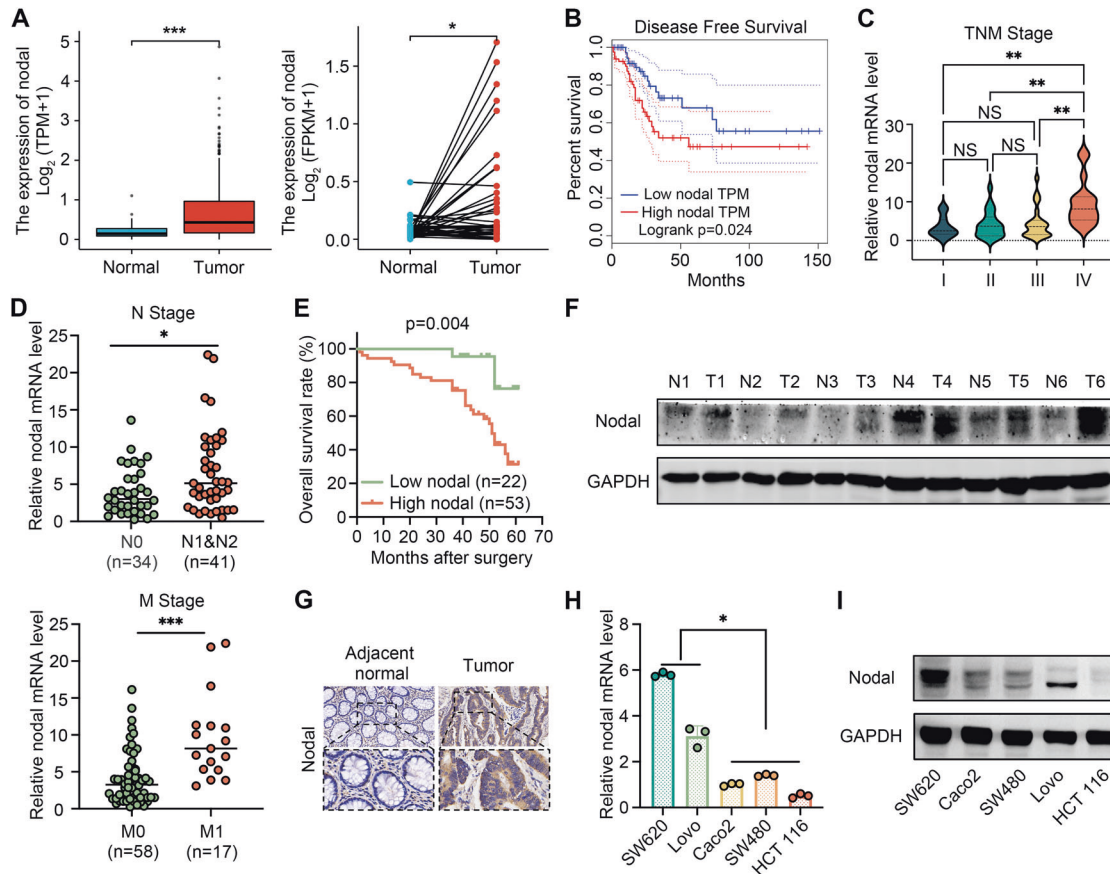 A
The expression of nodal
Log2 (TPM+1)
5
4
3
2
1
0
***
Normal
Tumor
The expression of nodal
Log2 (FPKM+1)
1.5
1.0
0.5
0.0
*
Normal
Tumor
B
Disease Free Survival
Percent survival
1.0
0.8
0.6
0.4
0.2
0.0
Low nodal TPM
High nodal TPM
Logrank p=0.024
0
50
100
150
Months
C
TNM Stage
Relative nodal mRNA level
30
20
10
0
**
**
NS
**
NS
NS
I
II
III
IV
D
N Stage
*
Relative nodal mRNA level
25
20
15
10
5
0
N0
(n=34)
N1&N2
(n=41)
M Stage
***
Relative nodal mRNA level
25
20
15
10
5
0
M0
(n=58)
M1
(n=17)
E
p=0.004
Overall survival rate (%)
100
80
60
40
20
0
Low nodal (n=22)
High nodal (n=53)
0 10 20 30 40 50 60 70
Months after surgery
F
N1 T1 N2 T2 N3 T3 N4 T4 N5 T5 N6 T6
Nodal
GAPDH
G
Adjacent
normal
Tumor
Nodal
H
Relative nodal mRNA level
8
6
4
2
0
*
SW620
Lovo
Caco2
SW480
HCT 116
I
Nodal
GAPDH
SW620
Caco2
SW480
Lovo
HCT 116